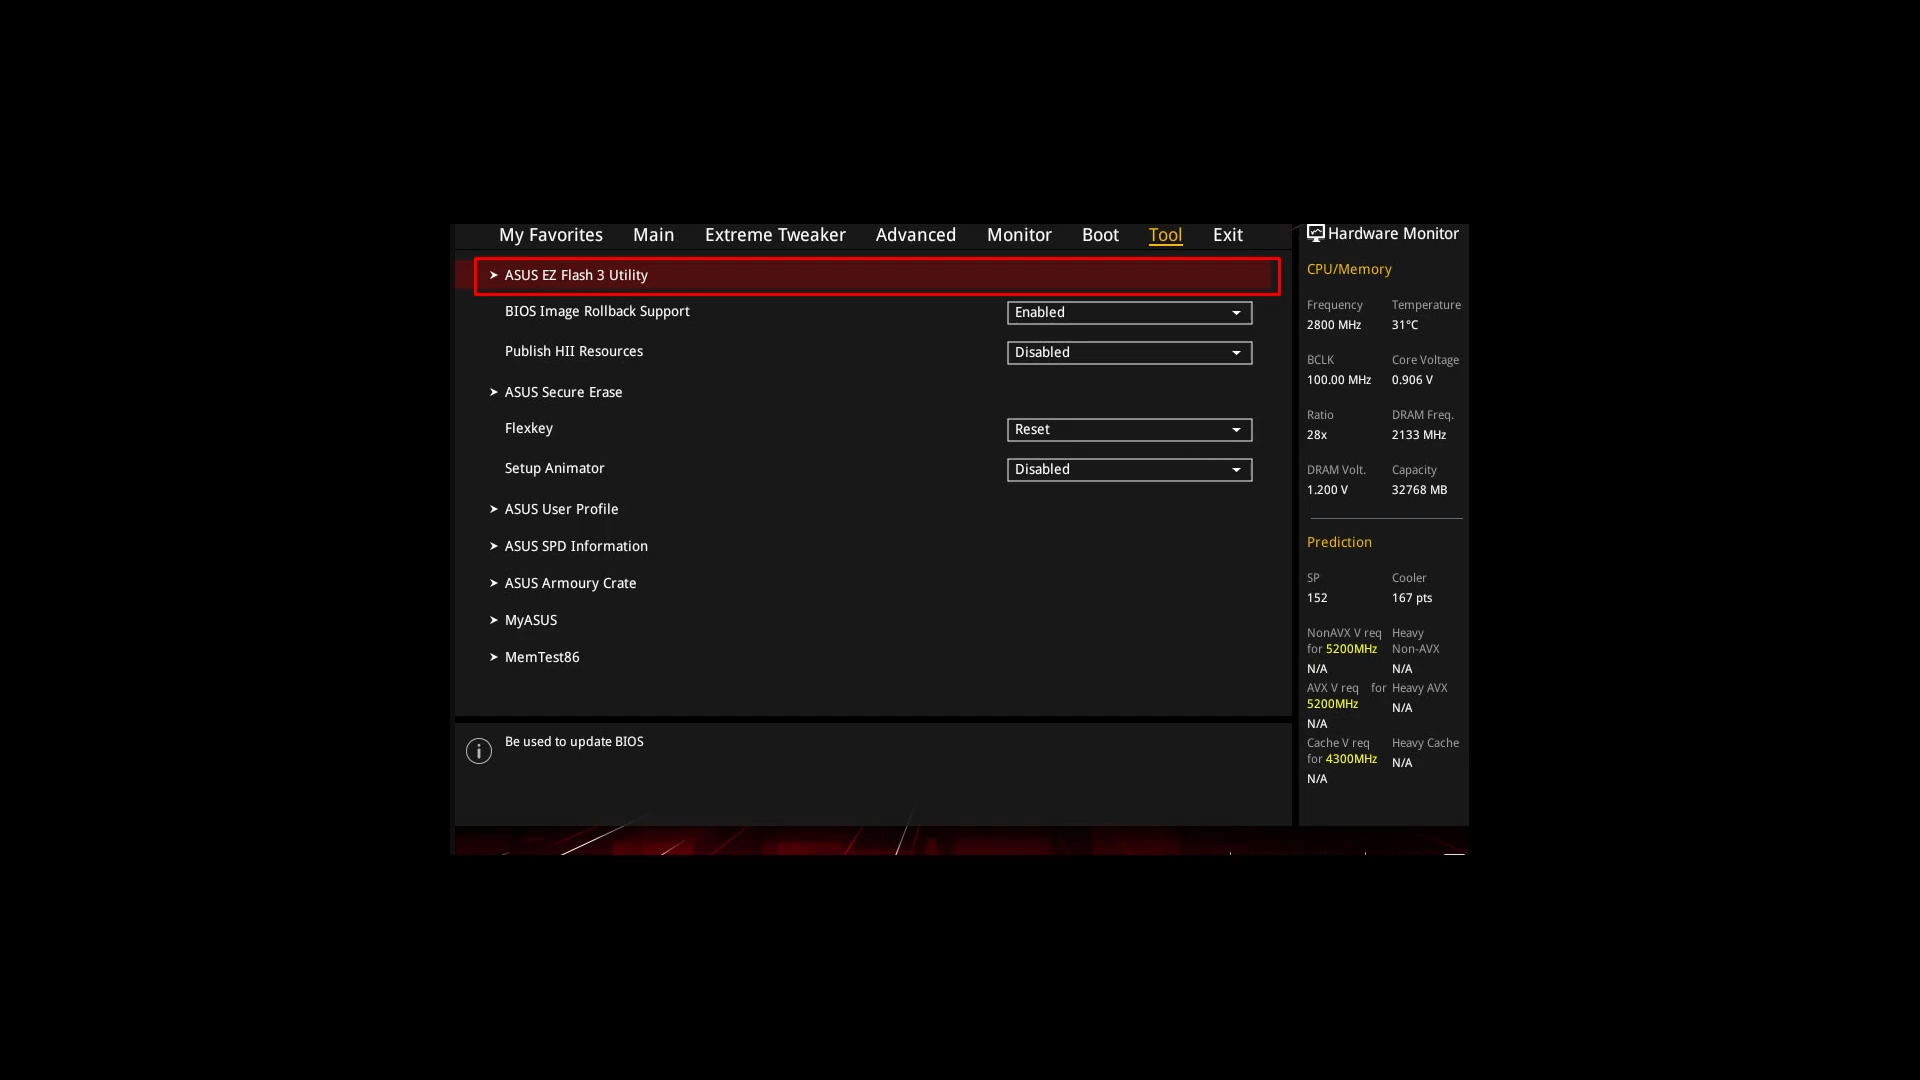 My Favorites Main Extreme Tweaker Advanced Monitor Boot Tool Exit
ASUS EZ Flash 3 Utility
BIOS Image Rollback Support Enabled
Publish HII Resources Disabled
ASUS Secure Erase
Flexkey Reset
Setup Animator Disabled
ASUS User Profile
ASUS SPD Information
ASUS Armoury Crate
MyASUS
MemTest86
Be used to update BIOS
Hardware Monitor
CPU/Memory
Frequency Temperature
2800 MHz 31°C
BCLK Core Voltage
100.00 MHz 0.906 V
Ratio DRAM Freq.
28x 2133 MHz
DRAM Volt. Capacity
1.200 V 32768 MB
Prediction
SP Cooler
152 167 pts
NonAVX V req Heavy
for 5200MHz Non-AVX
N/A N/A
AVX V req for Heavy AVX
5200MHz N/A
N/A
Cache V req Heavy Cache
for 4300MHz N/A
N/A